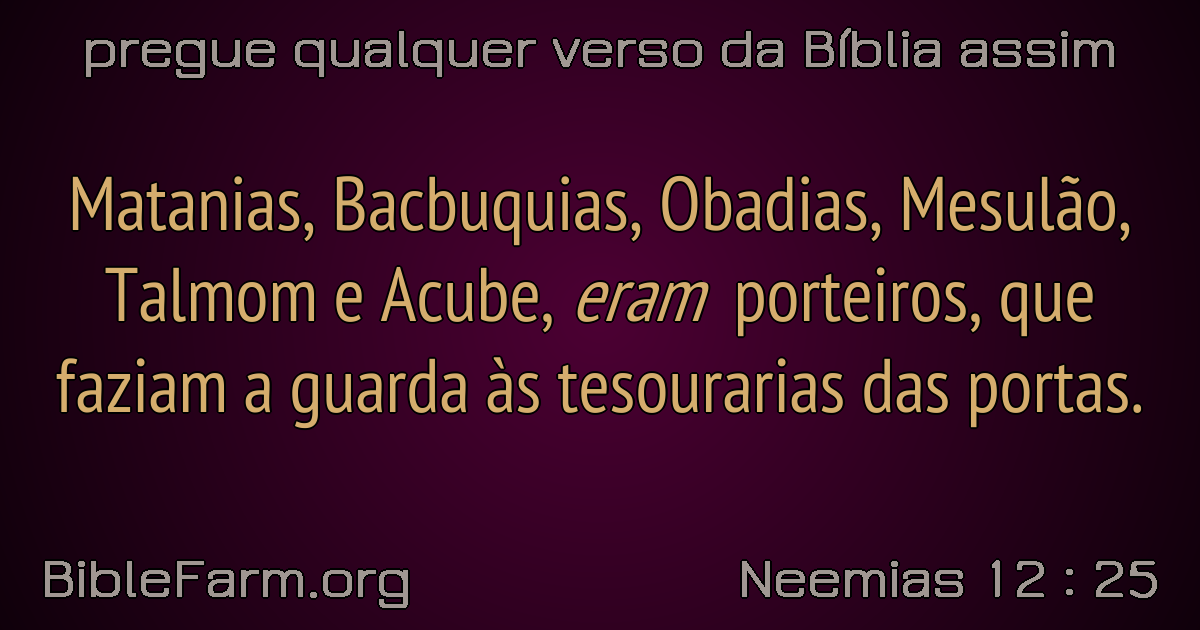 pregue qualquer verso da Bíblia assim
Matanias, Bacbuquias, Obadias, Mesulão,
Talmom e Acube, eram porteiros, que
faziam a guarda às tesourarias das portas.
BibleFarm.org
Neemias 12 : 25